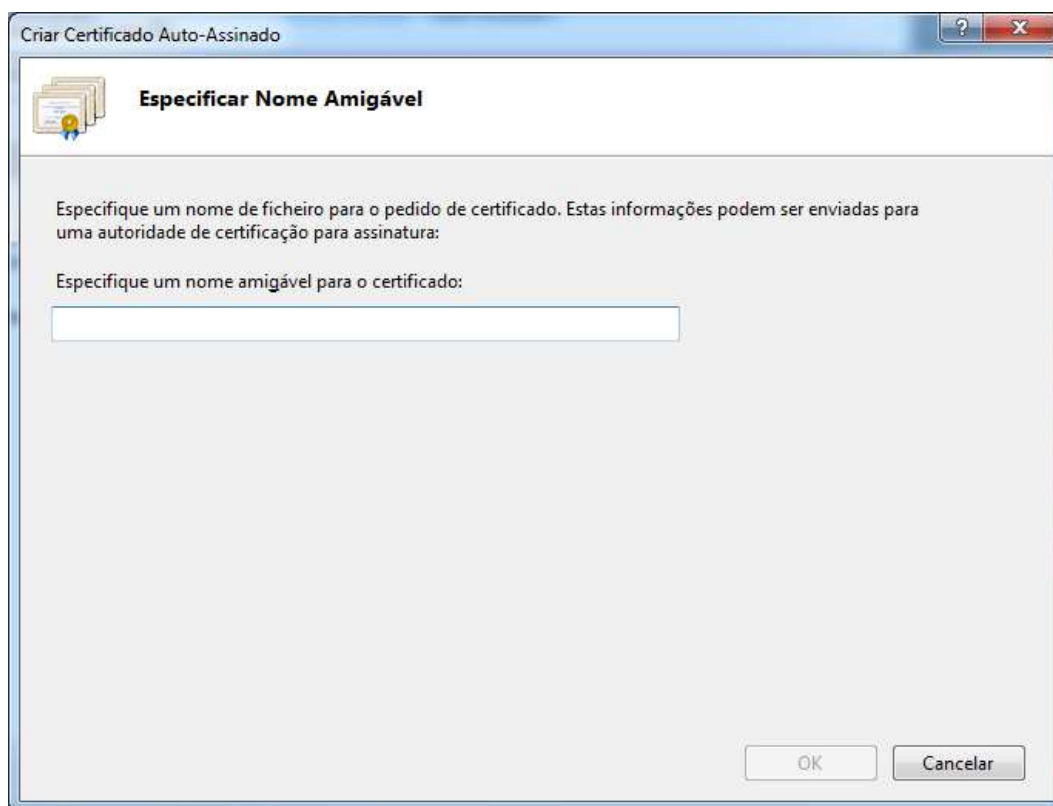 Criar Certificado Auto-Assinado
Especificar Nome Amigável
Especifique um nome de ficheiro para o pedido de certificado. Estas informações podem ser enviadas para
uma autoridade de certificação para assinatura:
Especifique um nome amigável para o certificado:
OK
Cancelar